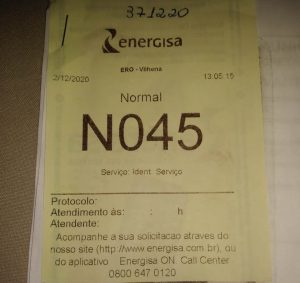 371220
energisa
ERO - Vilhena
2/12/2020 13:05:15
Normal
N045
Serviço: Ident. Serviço
Protocolo:
Atendimento às: : h
Atendente:
Acompanhe a sua solicitacao atraves do
nosso site (http://www.energisa.com.br), ou
do aplicativo Energisa ON. Call Center
0800 647 0120